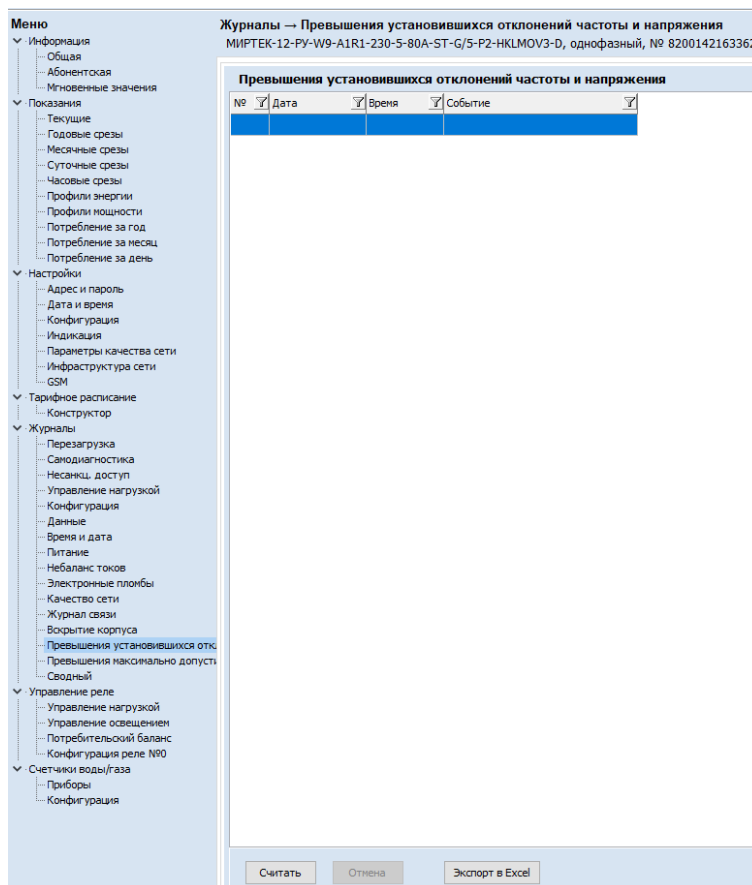 Меню
Информация
Общая
Абонентская
Мгновенные значения
Показания
Текущие
Годовые срезы
Месячные срезы
Суточные срезы
Часовые срезы
Профили энергии
Профили мощности
Потребление за год
Потребление за месяц
Потребление за день
Настройки
Адрес и пароль
Дата и время
Конфигурация
Индикация
Параметры качества сети
Инфраструктура сети
GSM
Тарифное расписание
Конструктор
Журналы
Перезагрузка
Самодиагностика
Несанкц. доступ
Управление нагрузкой
Конфигурация
Данные
Время и дата
Питание
Небаланс токов
Электронные пломбы
Качество сети
Журнал связи
Вскрытие корпуса
Превышения установившихся отк
Превышения максимально допусти
Сводный
Управление реле
Управление нагрузкой
Управление освещением
Потребительский баланс
Конфигурация реле №0
Счетчики воды/газа
Приборы
Конфигурация
Журналы → Превышения установившихся отклонений частоты и напряжения
МИРТЕК-12-РУ-W9-A1R1-230-5-80A-ST-G/5-P2-HKLMOV3-D, однофазный, № 8200142163362
Превышения установившихся отклонений частоты и напряжения
№ Дата Время Событие
Считать Отмена Экспорт в Excel